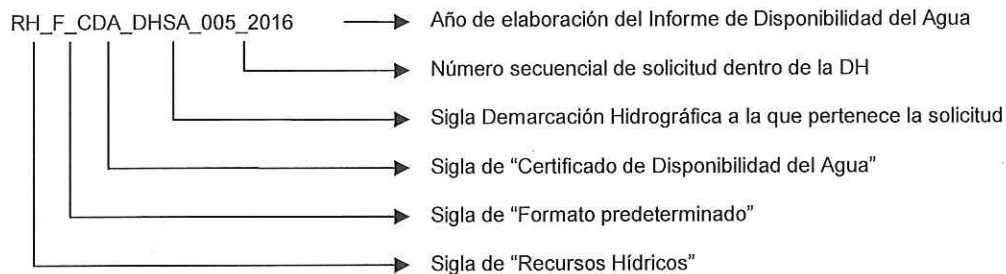 RH_F_CDA_DHSA_005_2016
Año de elaboración del Informe de Disponibilidad del Agua
Número secuencial de solicitud dentro de la DH
Sigla Demarcación Hidrográfica a la que pertenece la solicitud
Sigla de "Certificado de Disponibilidad del Agua"
Sigla de "Formato predeterminado"
Sigla de "Recursos Hídricos"